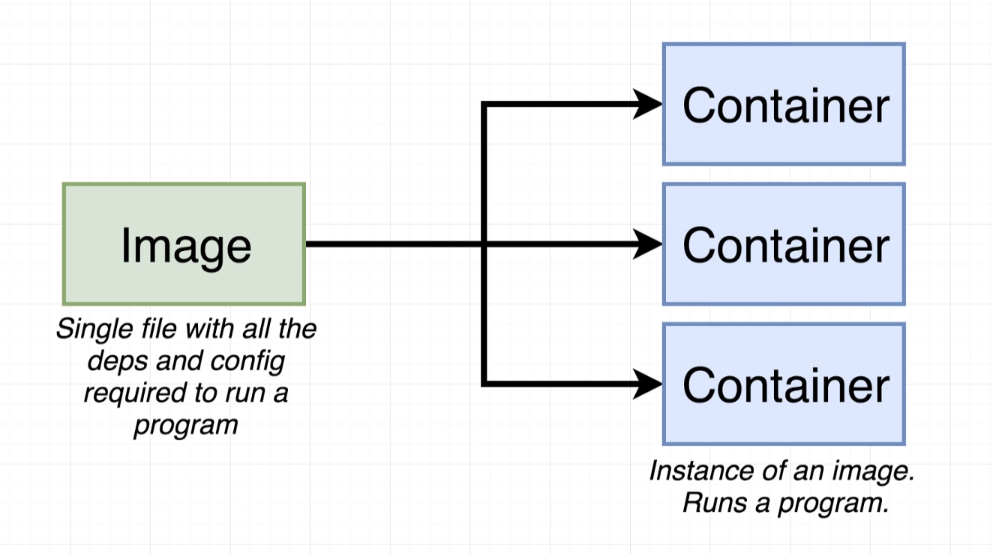 Image
Single file with all the
deps and config
required to run a
program
Container
Container
Container
Instance of an image.
Runs a program.